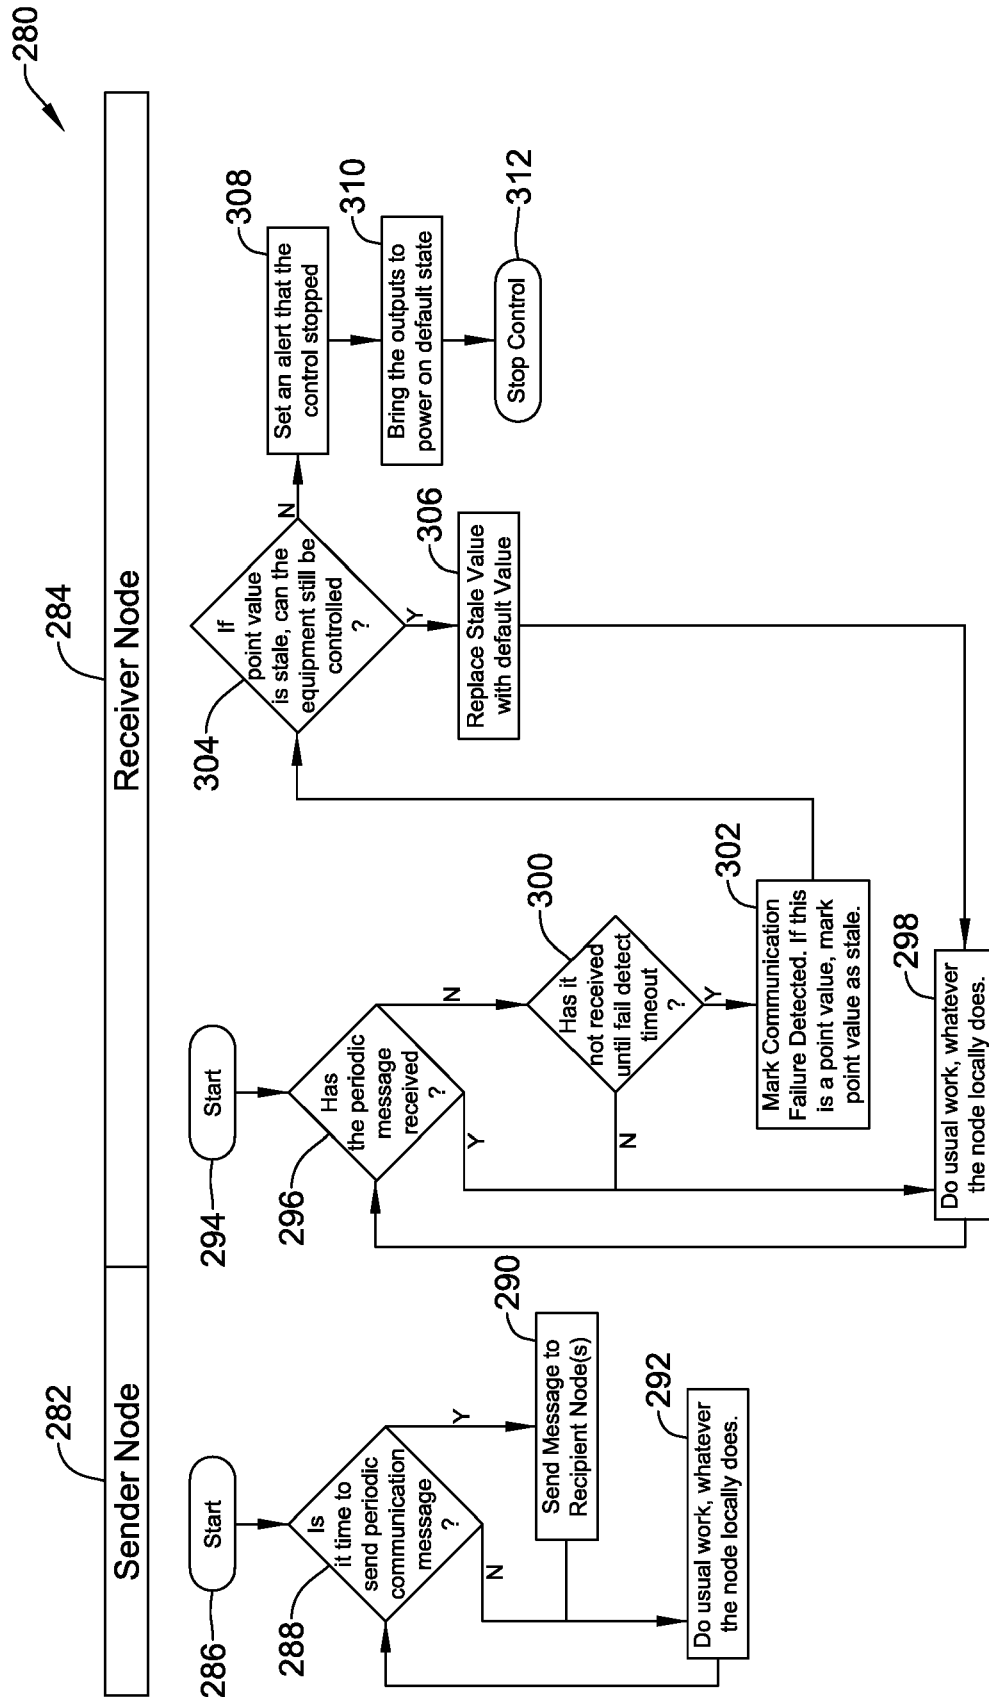 280
282
Sender Node
284
Receiver Node
286
Start
288
Is
it time to
send periodic
communication
message
?
Y
N
290
Send Message to
Recipient Node(s)
292
Do usual work, whatever
the node locally does.
294
Start
296
Has
the periodic
message
received
?
N
Y
300
Has it
not received
until fail detect
timeout
?
N
Y
302
Mark Communication
Failure Detected. If this
is a point value, mark
point value as stale.
298
Do usual work, whatever
the node locally does.
304
If
point value
is stale, can the
equipment still be
controlled
?
N
Y
306
Replace Stale Value
with default Value
308
Set an alert that the
control stopped
310
Bring the outputs to
power on default state
312
Stop Control